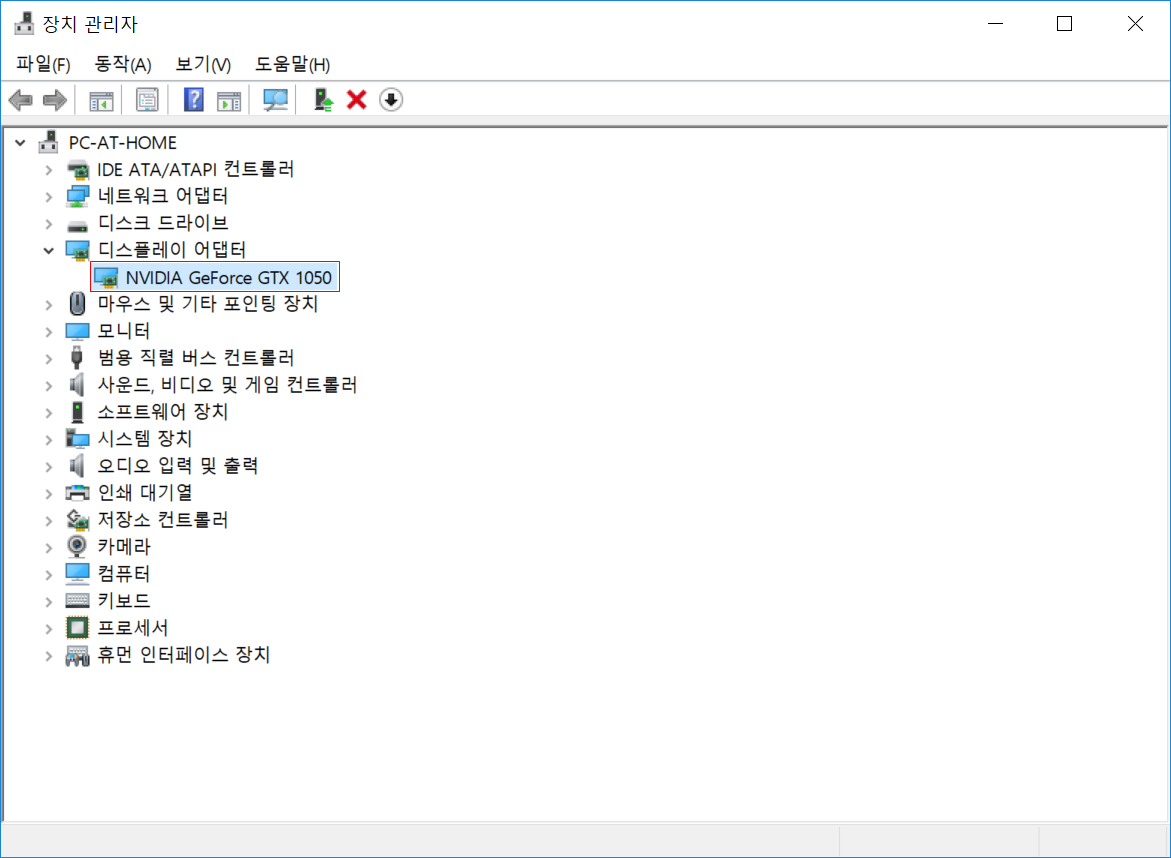 장치 관리자
파일(F) 동작(A) 보기(V) 도움말(H)
PC-AT-HOME
IDE ATA/ATAPI 컨트롤러
네트워크 어댑터
디스크 드라이브
디스플레이 어댑터
NVIDIA GeForce GTX 1050
마우스 및 기타 포인팅 장치
모니터
범용 직렬 버스 컨트롤러
사운드, 비디오 및 게임 컨트롤러
소프트웨어 장치
시스템 장치
오디오 입력 및 출력
인쇄 대기열
저장소 컨트롤러
카메라
컴퓨터
키보드
프로세서
휴먼 인터페이스 장치